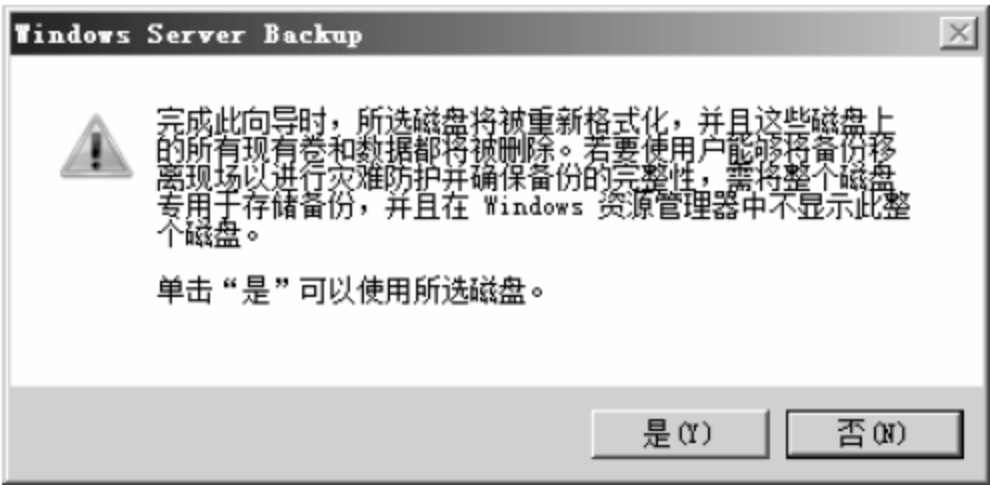 Windows Server Backup
完成此向导时，所选磁盘将被重新格式化，并且这些磁盘上
的所有现有卷和数据都将被删除。若要使用户能够将备份移
离现场以进行灾难防护并确保备份的完整性，需将整个磁盘
专用于存储备份，并且在 Windows 资源管理器中不显示此整
个磁盘。
单击“是”可以使用所选磁盘。
是(Y)
否(N)